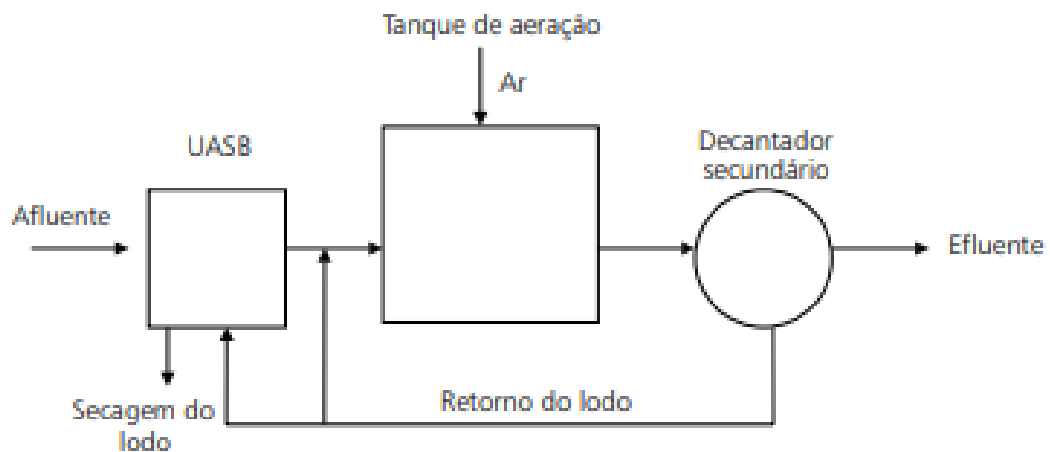 Tanque de aeração
Ar
UASB
Decantador
secundário
Afluente
Efluente
Retorno do lodo
Secagem do
lodo